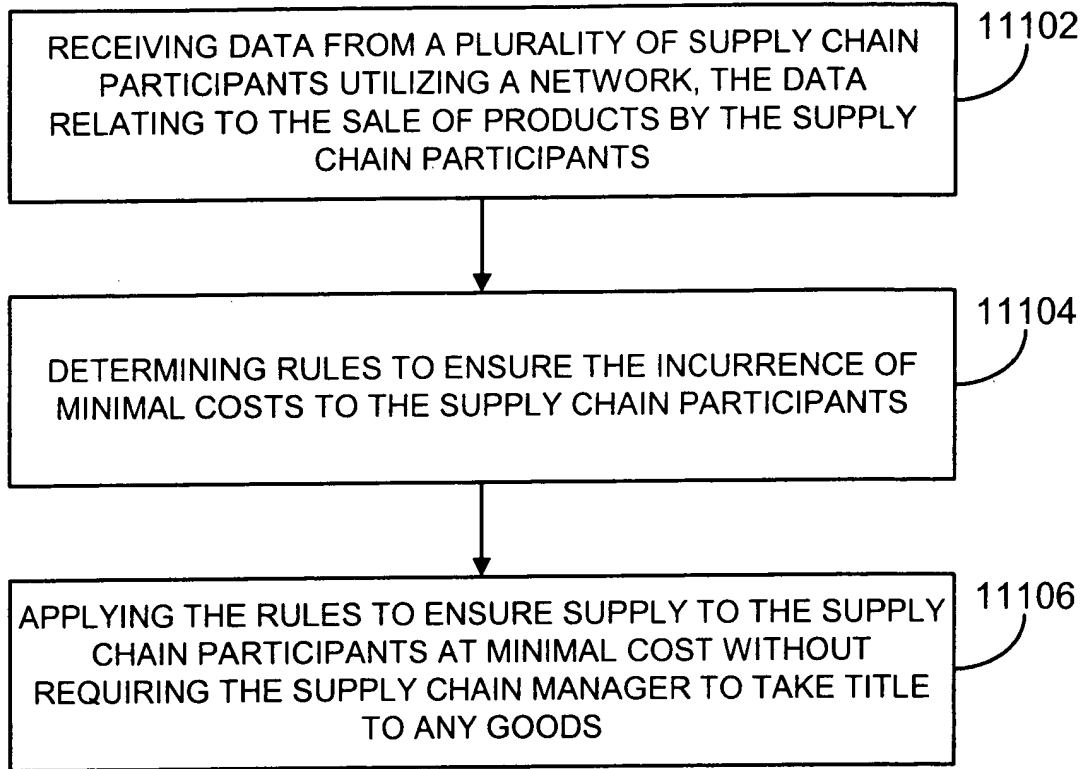 RECEIVING DATA FROM A PLURALITY OF SUPPLY CHAIN
PARTICIPANTS UTILIZING A NETWORK, THE DATA
RELATING TO THE SALE OF PRODUCTS BY THE SUPPLY
CHAIN PARTICIPANTS
11102
DETERMINING RULES TO ENSURE THE INCURRENCE OF
MINIMAL COSTS TO THE SUPPLY CHAIN PARTICIPANTS
11104
APPLYING THE RULES TO ENSURE SUPPLY TO THE SUPPLY
CHAIN PARTICIPANTS AT MINIMAL COST WITHOUT
REQUIRING THE SUPPLY CHAIN MANAGER TO TAKE TITLE
TO ANY GOODS
11106